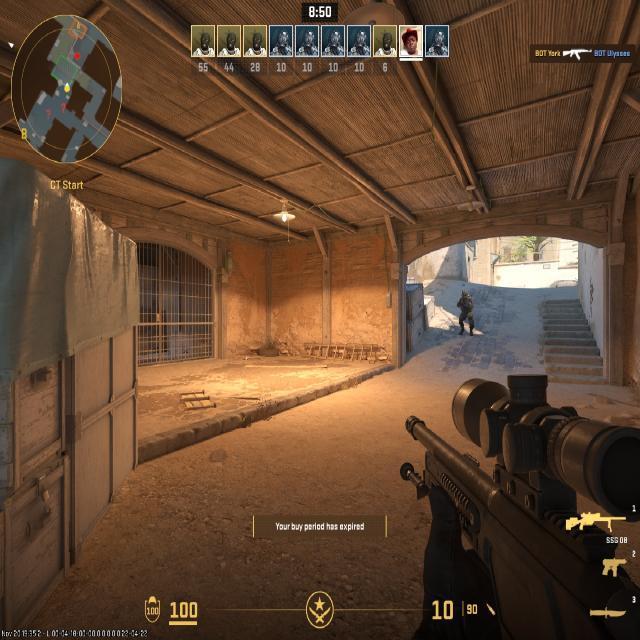 8:50
55 44 28 10 10 10 10 6
BOT York BOT Ulysses
B
CT Start
1
SSG 08
2
3
Your buy period has expired
100 100
10 | 90